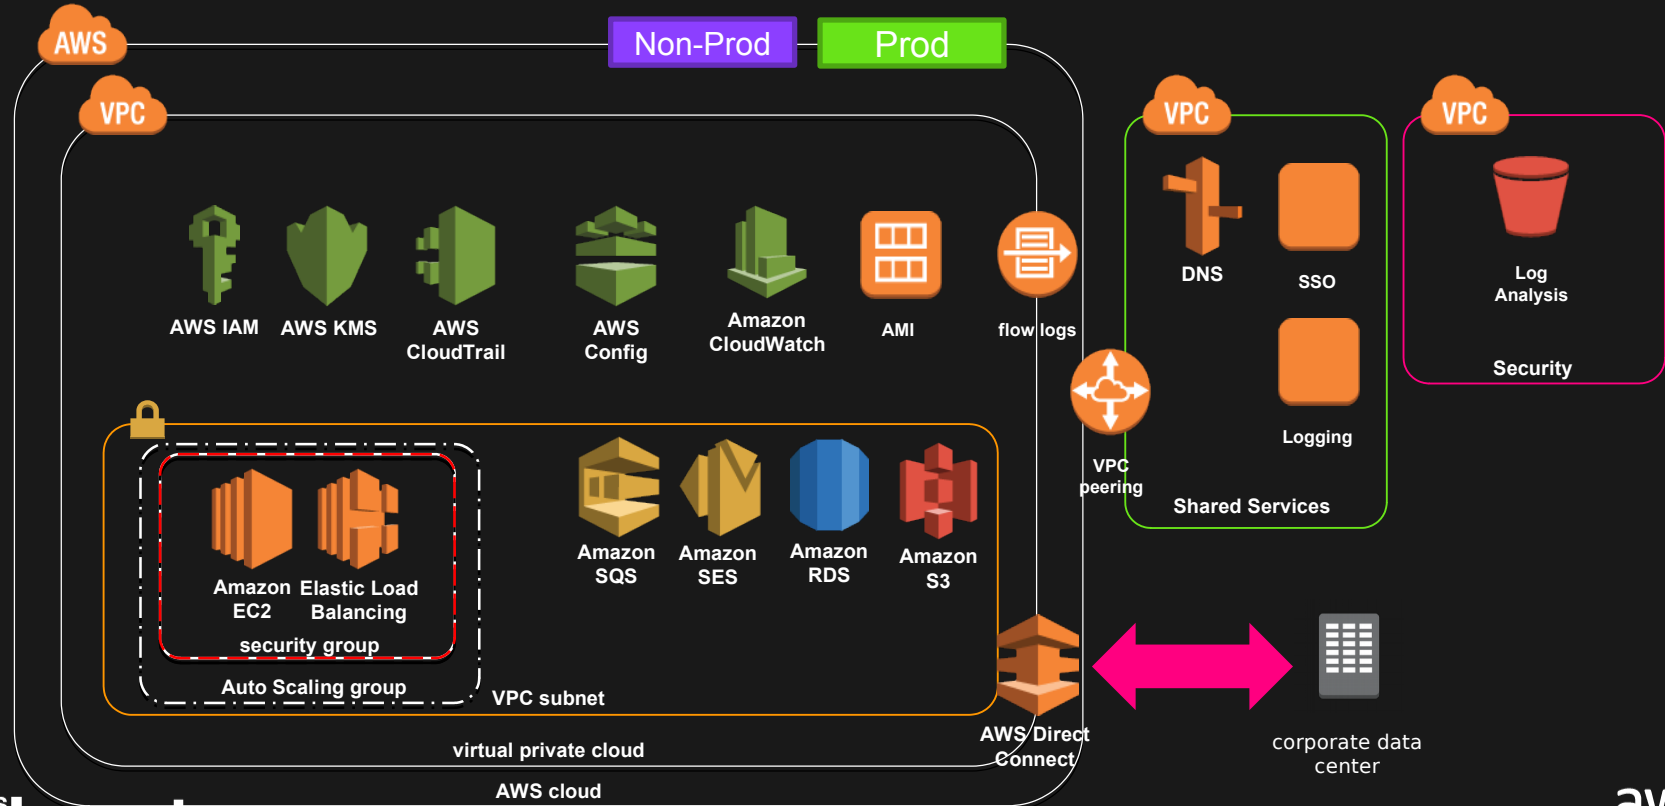 AWS
Non-Prod
Prod
VPC
VPC
VPC
AWS IAM
AWS KMS
AWS
CloudTrail
AWS
Config
Amazon
CloudWatch
AMI
flow logs
DNS
SSO
Log
Analysis
Security
Logging
VPC
peering
Shared Services
Amazon
EC2
Elastic Load
Balancing
security group
Auto Scaling group
Amazon
SQS
Amazon
SES
Amazon
RDS
Amazon
S3
VPC subnet
AWS Direct
Connect
corporate data
center
virtual private cloud
AWS cloud